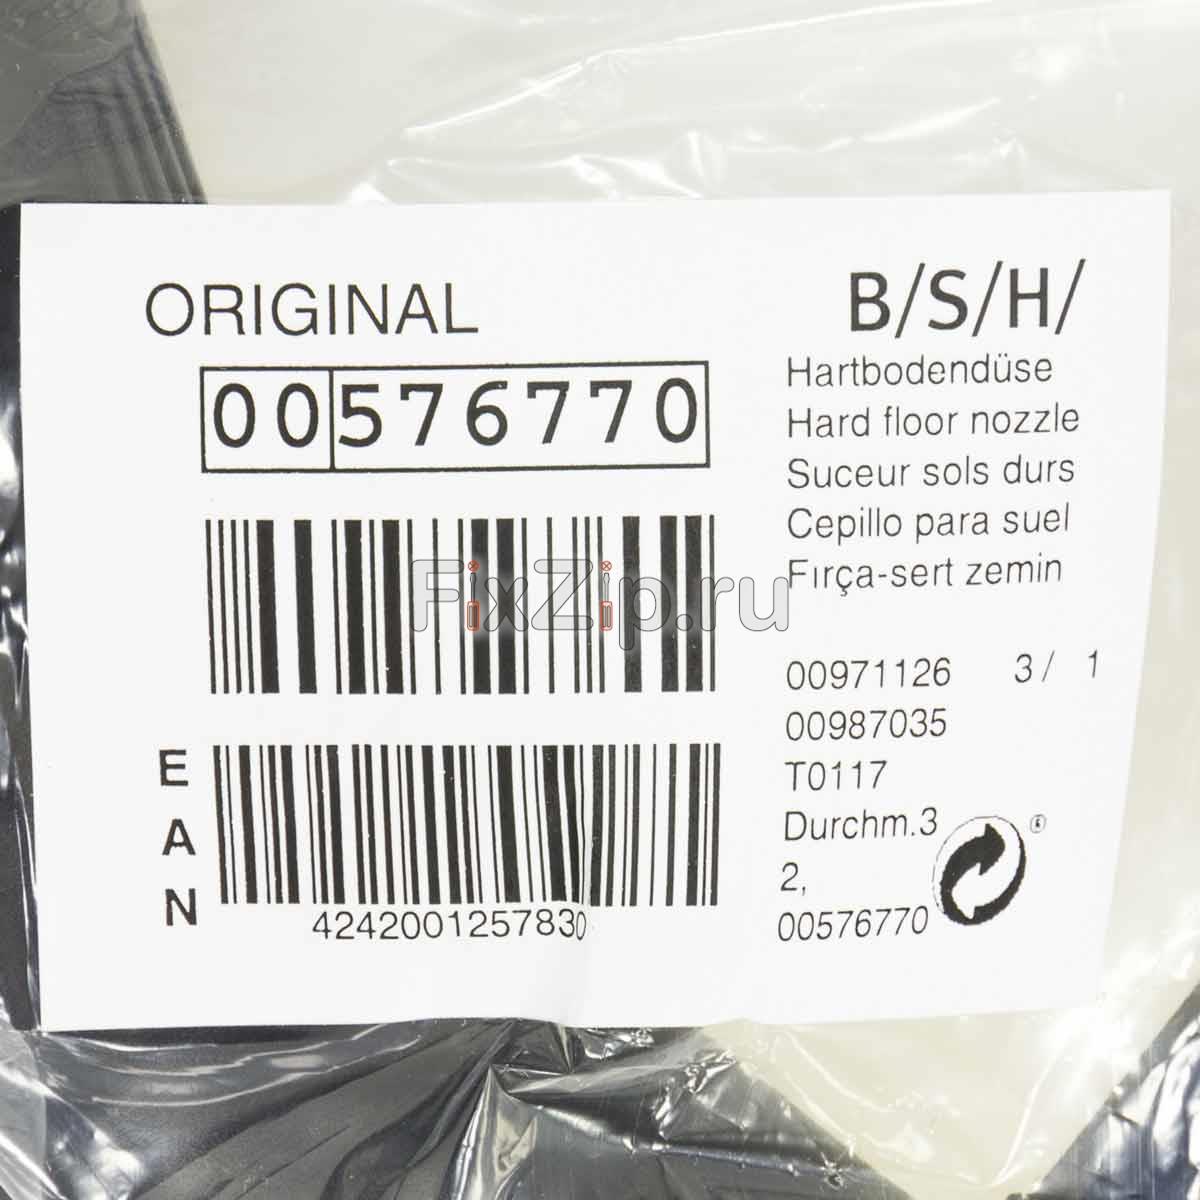 ORIGINAL
B/S/H/
00576770
Hartbodendüse
Hard floor nozzle
Suceur sols durs
Cepillo para suel
Fırça-sert zemin
FixZip.ru
00971126 3/ 1
00987035
T0117
Durchm.3
2,
00576770
EAN
4242001257830